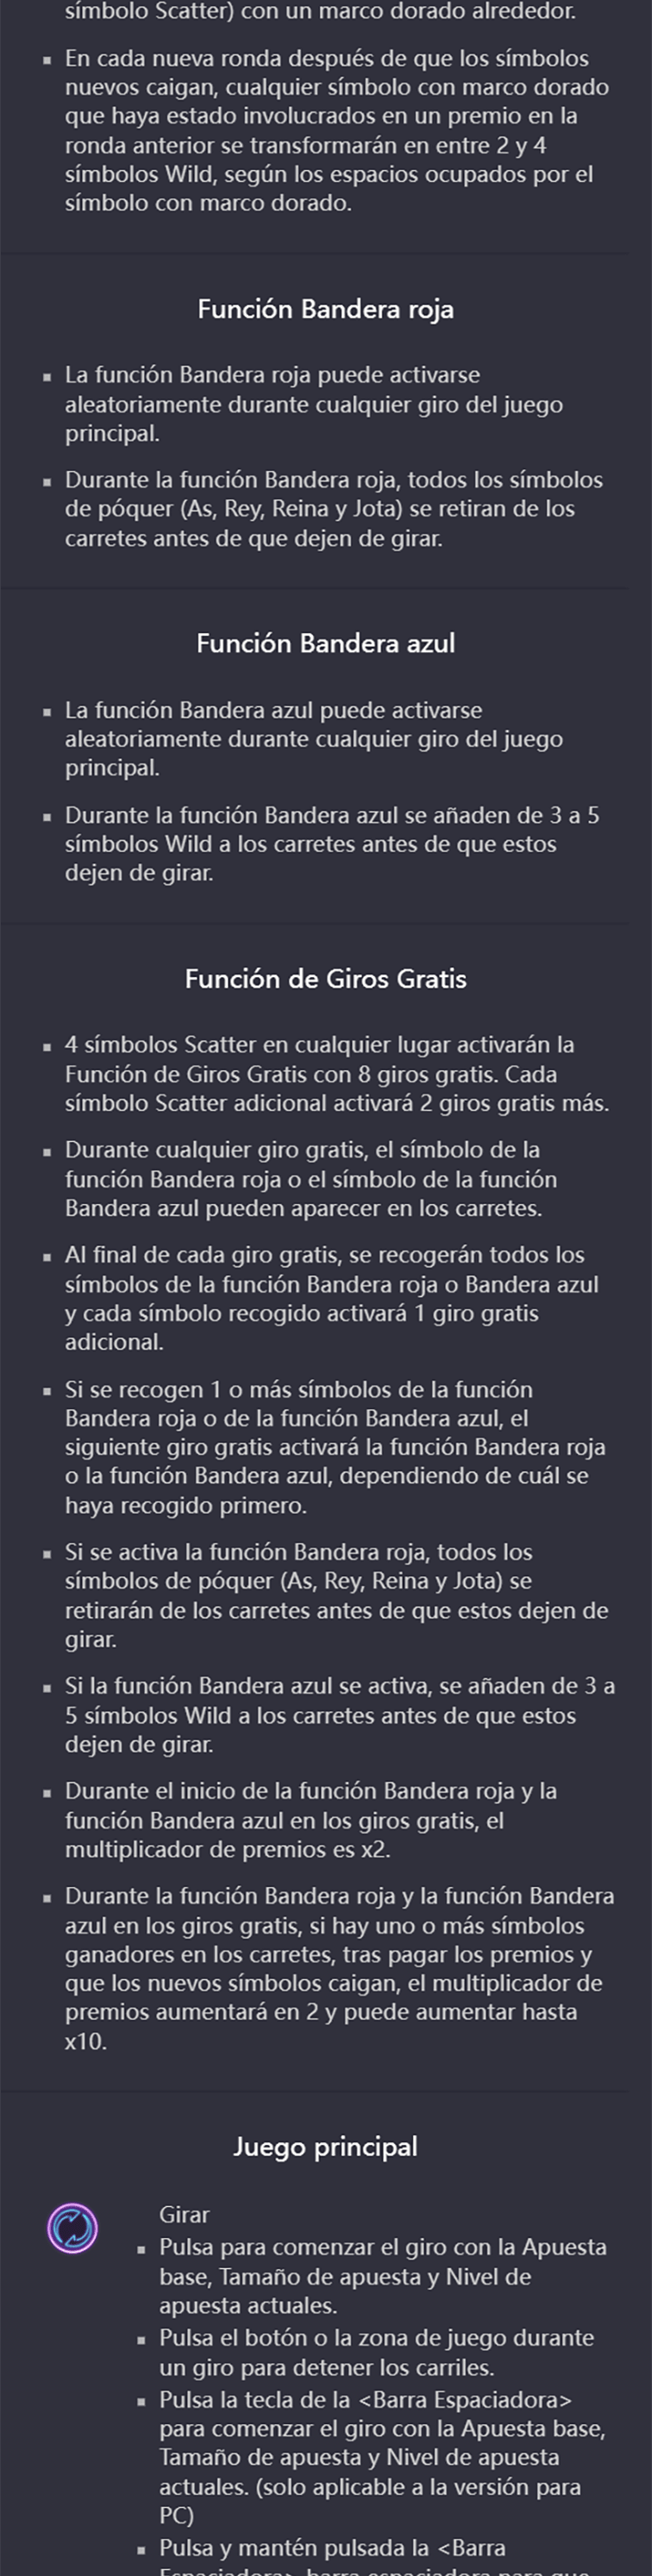 símbolo Scatter) con un marco dorado alrededor.
▪ En cada nueva ronda después de que los símbolos
nuevos caigan, cualquier símbolo con marco dorado
que haya estado involucrados en un premio en la
ronda anterior se transformarán en entre 2 y 4
símbolos Wild, según los espacios ocupados por el
símbolo con marco dorado.
Función Bandera roja
▪ La función Bandera roja puede activarse
aleatoriamente durante cualquier giro del juego
principal.
▪ Durante la función Bandera roja, todos los símbolos
de póquer (As, Rey, Reina y Jota) se retiran de los
carretes antes de que dejen de girar.
Función Bandera azul
▪ La función Bandera azul puede activarse
aleatoriamente durante cualquier giro del juego
principal.
▪ Durante la función Bandera azul se añaden de 3 a 5
símbolos Wild a los carretes antes de que estos
dejen de girar.
Función de Giros Gratis
▪ 4 símbolos Scatter en cualquier lugar activarán la
Función de Giros Gratis con 8 giros gratis. Cada
símbolo Scatter adicional activará 2 giros gratis más.
▪ Durante cualquier giro gratis, el símbolo de la
función Bandera roja o el símbolo de la función
Bandera azul pueden aparecer en los carretes.
▪ Al final de cada giro gratis, se recogerán todos los
símbolos de la función Bandera roja o Bandera azul
y cada símbolo recogido activará 1 giro gratis
adicional.
▪ Si se recogen 1 o más símbolos de la función
Bandera roja o de la función Bandera azul, el
siguiente giro gratis activará la función Bandera roja
o la función Bandera azul, dependiendo de cuál se
haya recogido primero.
▪ Si se activa la función Bandera roja, todos los
símbolos de póquer (As, Rey, Reina y Jota) se
retirarán de los carretes antes de que estos dejen de
girar.
▪ Si la función Bandera azul se activa, se añaden de 3 a
5 símbolos Wild a los carretes antes de que estos
dejen de girar.
▪ Durante el inicio de la función Bandera roja y la
función Bandera azul en los giros gratis, el
multiplicador de premios es x2.
▪ Durante la función Bandera roja y la función Bandera
azul en los giros gratis, si hay uno o más símbolos
ganadores en los carretes, tras pagar los premios y
que los nuevos símbolos caigan, el multiplicador de
premios aumentará en 2 y puede aumentar hasta
x10.
Juego principal
Girar
▪ Pulsa para comenzar el giro con la Apuesta
base, Tamaño de apuesta y Nivel de
apuesta actuales.
▪ Pulsa el botón o la zona de juego durante
un giro para detener los carriles.
▪ Pulsa la tecla de la <Barra Espaciadora>
para comenzar el giro con la Apuesta base,
Tamaño de apuesta y Nivel de apuesta
actuales. (solo aplicable a la versión para
PC)
▪ Pulsa y mantén pulsada la <Barra
Espaciadora> barra espaciadora para que